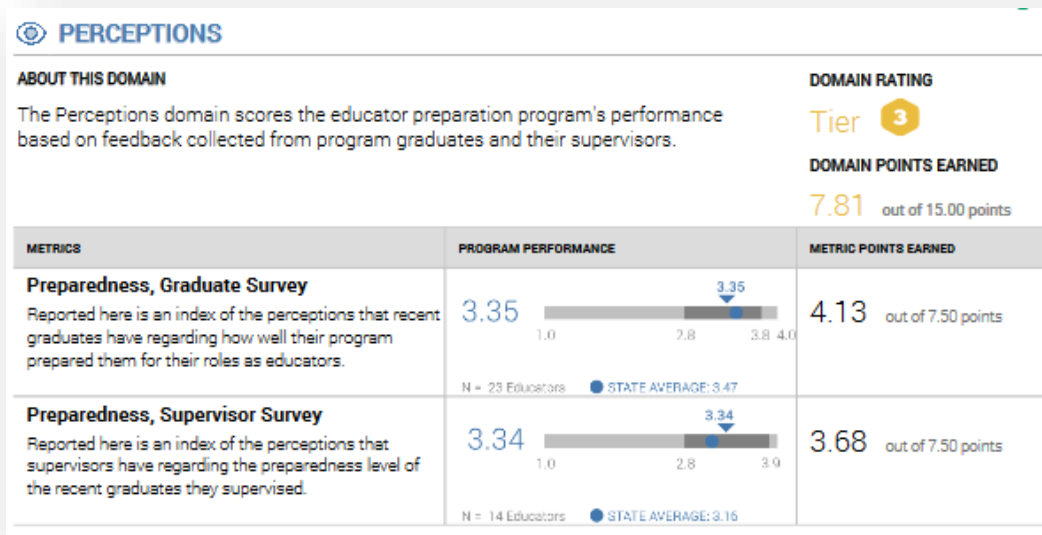 PERCEPTIONS
ABOUT THIS DOMAIN
The Perceptions domain scores the educator preparation program's performance
based on feedback collected from program graduates and their supervisors.
DOMAIN RATING
Tier 3
DOMAIN POINTS EARNED
7.81 out of 15.00 points
METRICS
PROGRAM PERFORMANCE
METRIC POINTS EARNED
Preparedness, Graduate Survey
Reported here is an index of the perceptions that recent
graduates have regarding how well their program
prepared them for their roles as educators.
3.35
3.35
1.0 2.8 3.8 4.0
N = 23 Educators STATE AVERAGE: 3.47
4.13 out of 7.50 points
Preparedness, Supervisor Survey
Reported here is an index of the perceptions that
supervisors have regarding the preparedness level of
the recent graduates they supervised.
3.34
3.34
1.0 2.8 3.9
N = 14 Educators STATE AVERAGE: 3.16
3.68 out of 7.50 points